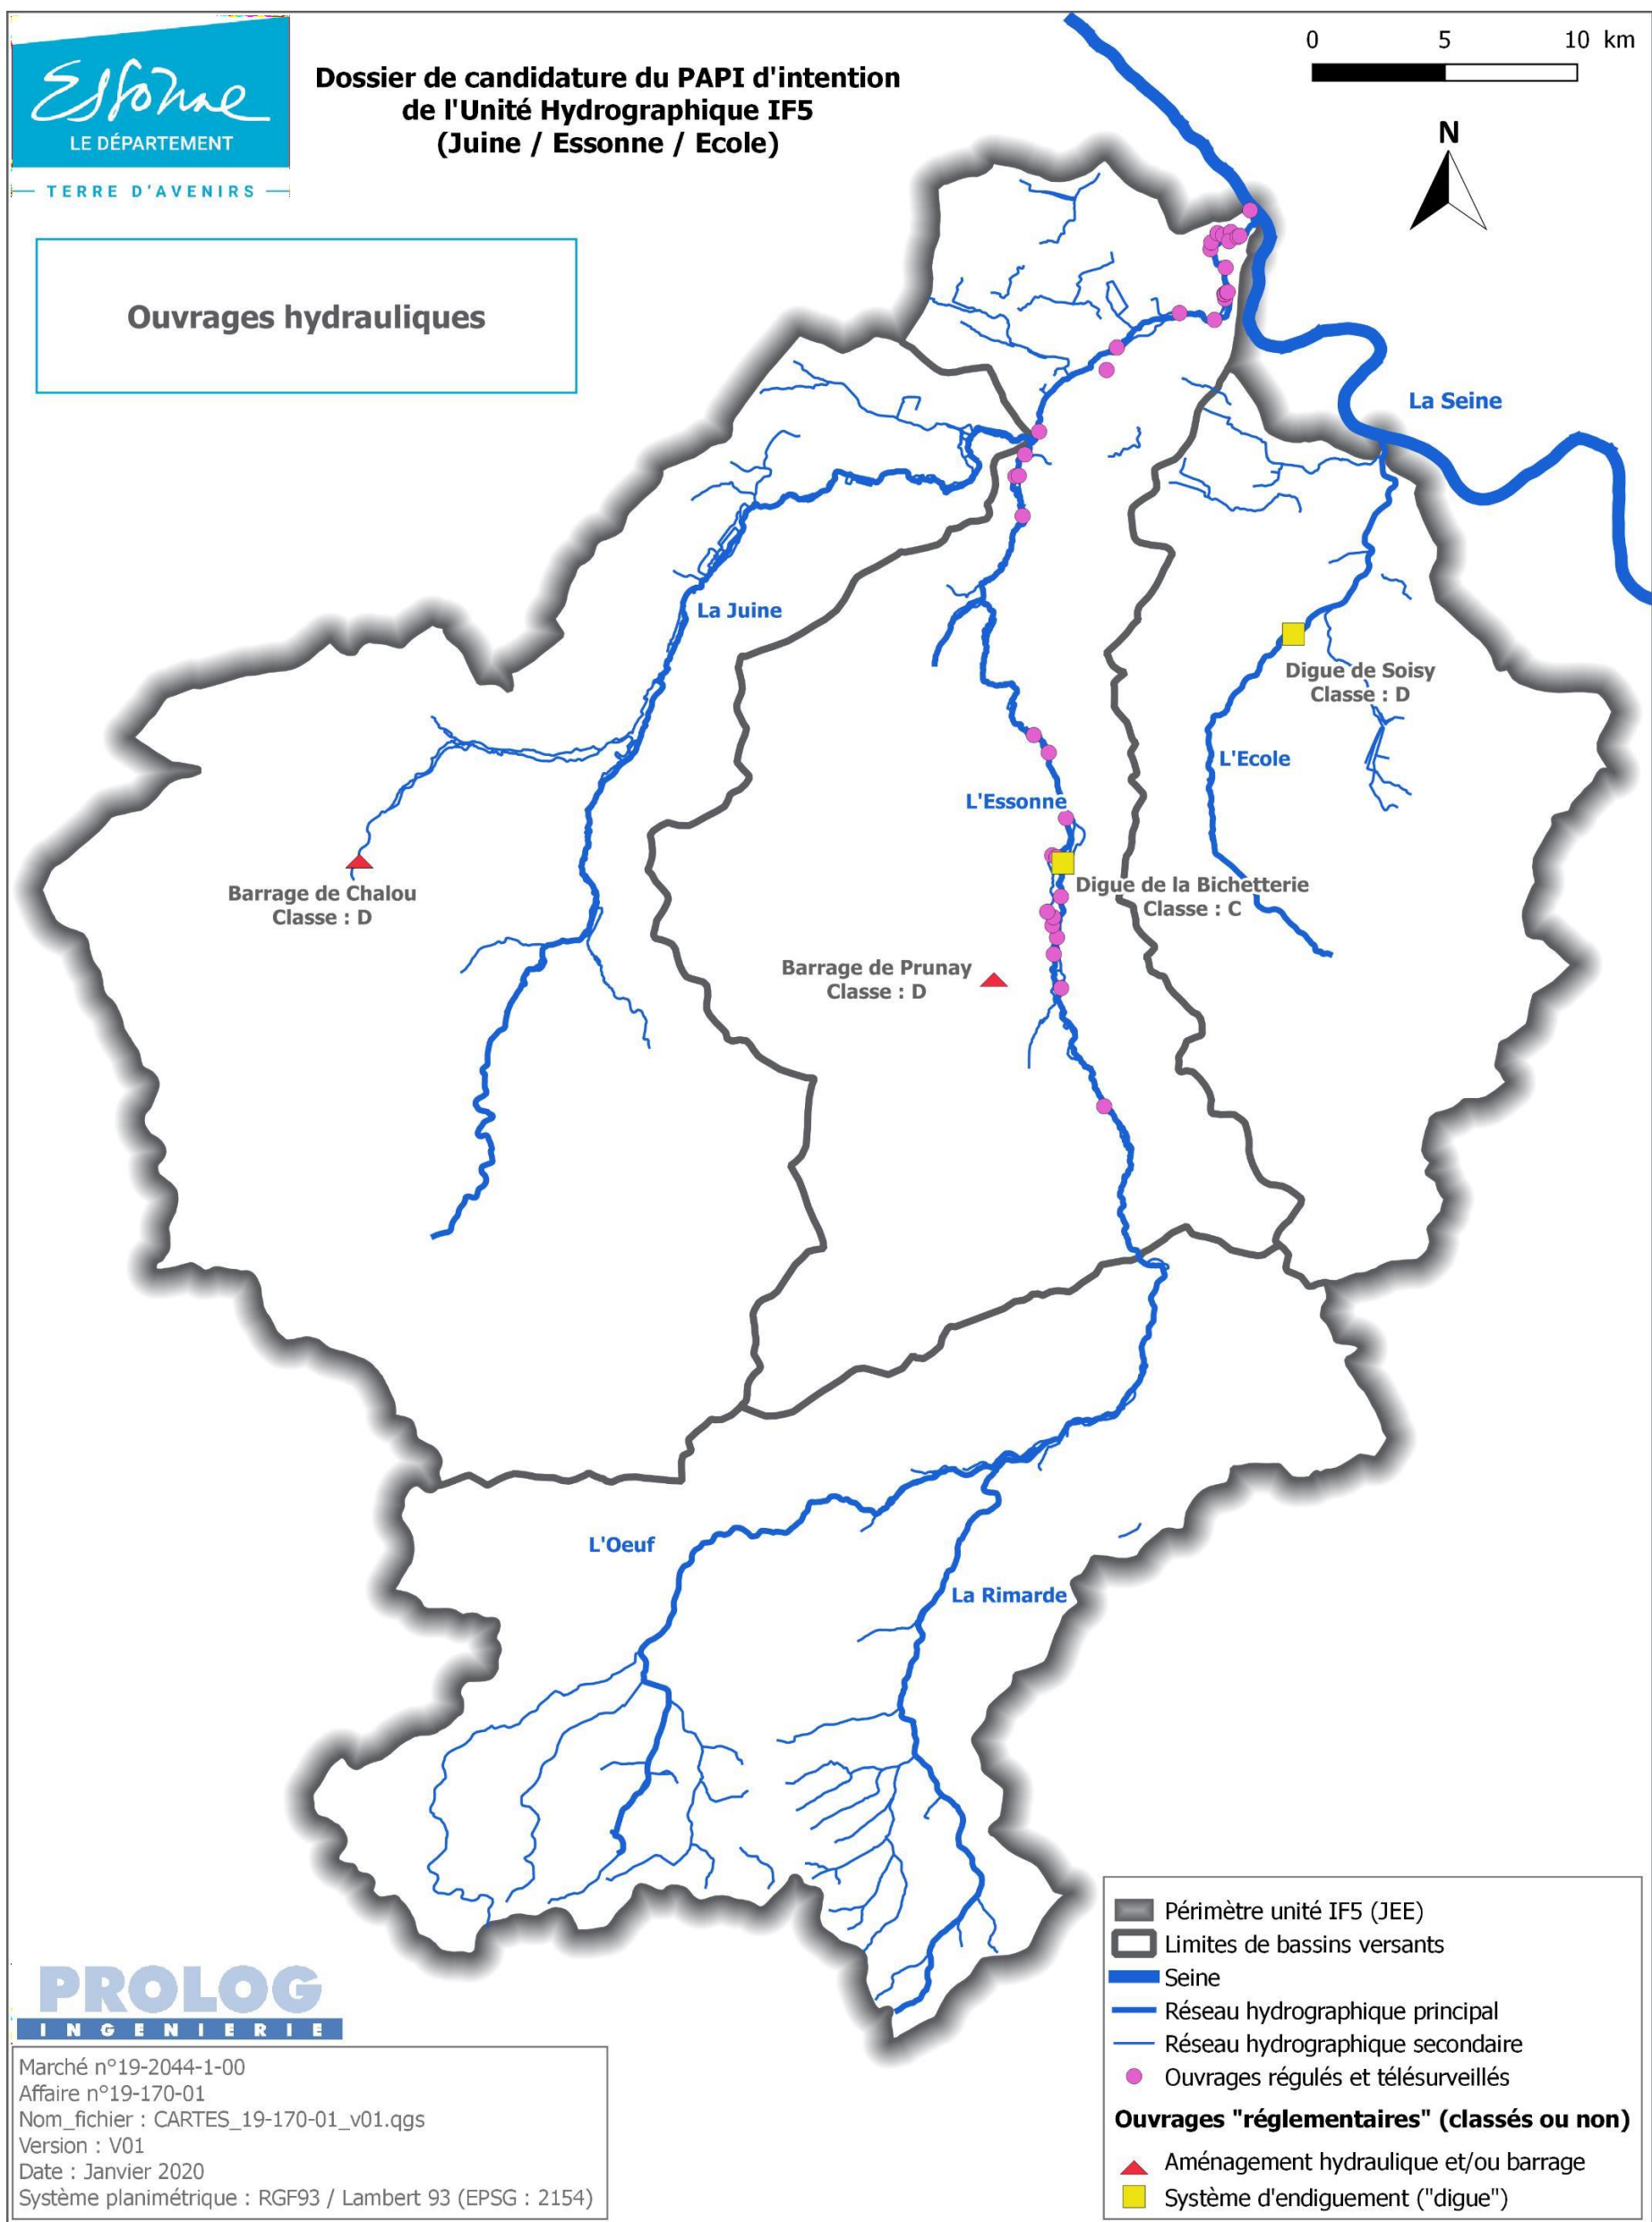 Essonne
LE DÉPARTEMENT
TERRE D'AVENIRS
Dossier de candidature du PAPI d'intention
de l'Unité Hydrographique IF5
(Juine / Essonne / Ecole)
0 5 10 km
N
Ouvrages hydrauliques
La Seine
La Juine
Digue de Soisy
Classe : D
L'Ecole
L'Essonne
Barrage de Chalou
Classe : D
Digue de la Bichetterie
Classe : C
Barrage de Prunay
Classe : D
L'Oeuf
La Rimarde
PROLOG
INGENIERIE
Marché n°19-2044-1-00
Affaire n°19-170-01
Nom_fichier : CARTES_19-170-01_v01.qgs
Version : V01
Date : Janvier 2020
Système planimétrique : RGF93 / Lambert 93 (EPSG : 2154)
Périmètre unité IF5 (JEE)
Limites de bassins versants
Seine
Réseau hydrographique principal
Réseau hydrographique secondaire
Ouvrages régulés et télésurveillés
Ouvrages "réglementaires" (classés ou non)
Aménagement hydraulique et/ou barrage
Système d'endiguement ("digue")